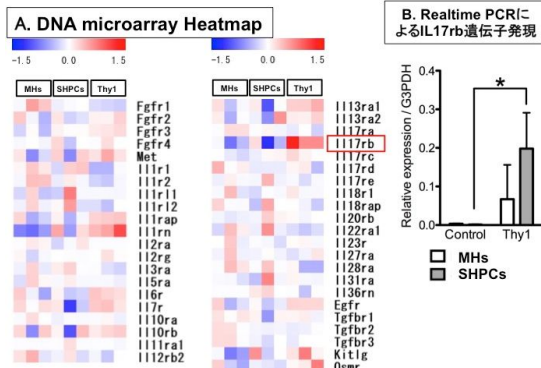 A. DNA microarray Heatmap
B. Realtime PCRに
よるIL17rb遺伝子発現
-1.5 0.0 1.5
MHs SHPCs Thy1
Fgfr1
Fgfr2
Fgfr3
Fgfr4
Met
Il1r1
Il1r2
Il1rl1
Il1rl2
Il1rap
Il1rn
Il2ra
Il2rg
Il3ra
Il5ra
Il6r
Il7r
Il10ra
Il10rb
Il11ra1
Il12rb2
-1.5 0.0 1.5
MHs SHPCs Thy1
Il13ra1
Il13ra2
Il17ra
Il17rb
Il17rc
Il17rd
Il17re
Il18r1
Il18rap
Il20rb
Il22ra1
Il23r
Il27ra
Il28ra
Il31ra
Il36rn
Egfr
Tgfbr1
Tgfbr2
Tgfbr3
Kitlg
Osmr
Relative expression / G3PDH
0.4
0.3
0.2
0.1
0.0
*
Control Thy1
MHs
SHPCs